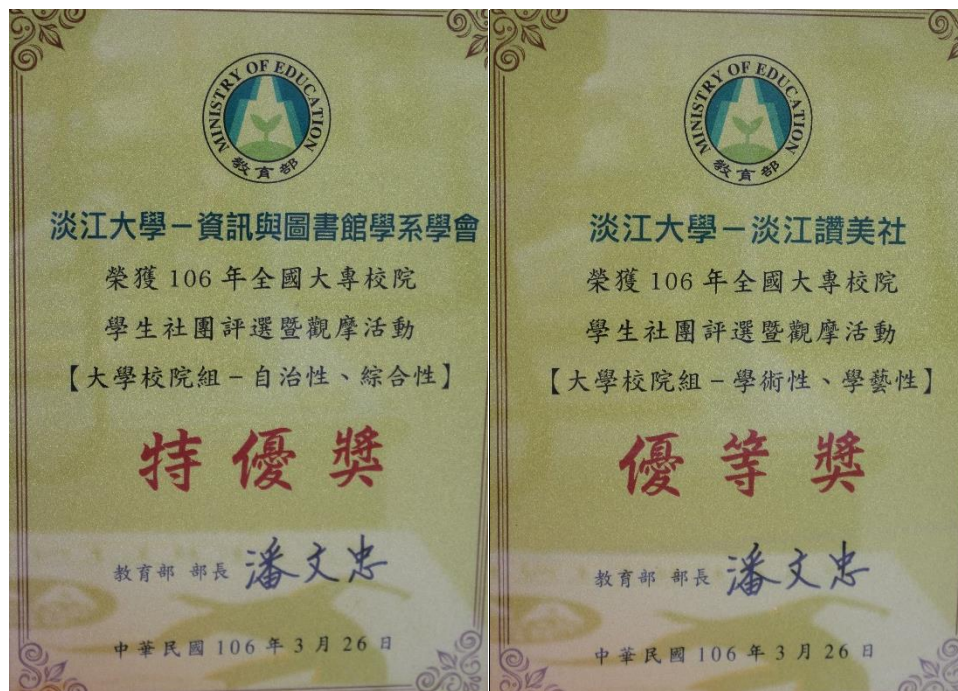 MINISTRY OF EDUCATION
教育部
淡江大學－資訊與圖書館學系學會
榮獲 106 年全國大專校院
學生社團評選暨觀摩活動
【大學校院組－自治性、綜合性】
特優獎
教育部 部長 潘文忠
中華民國 106 年 3 月 26 日
MINISTRY OF EDUCATION
教育部
淡江大學－淡江讚美社
榮獲 106 年全國大專校院
學生社團評選暨觀摩活動
【大學校院組－學術性、學藝性】
優等獎
教育部 部長 潘文忠
中華民國 106 年 3 月 26 日